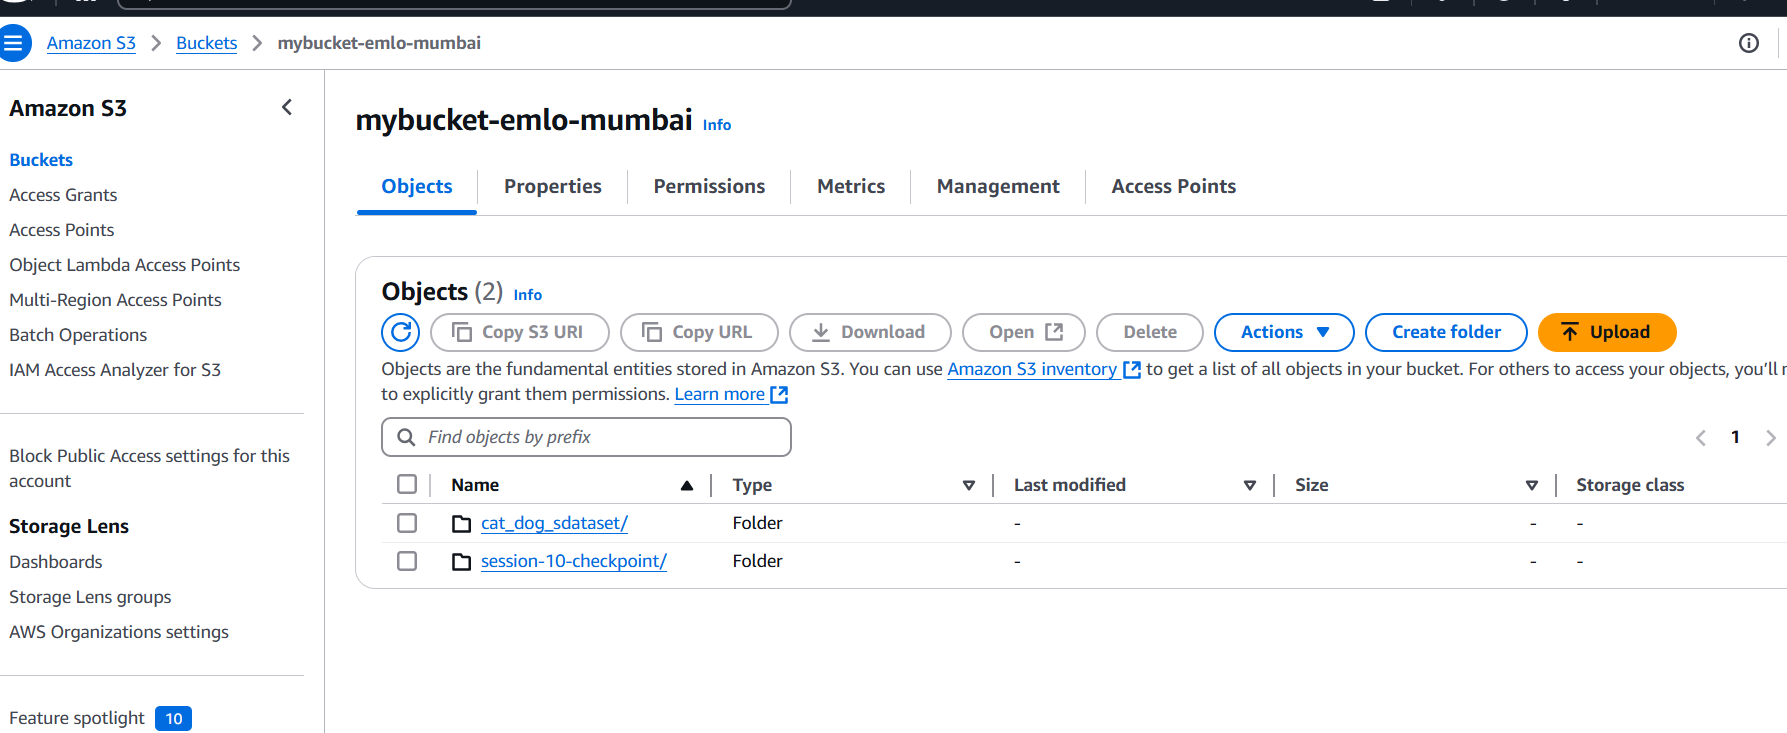 Amazon S3 > Buckets > mybucket-emlo-mumbai
Amazon S3
Buckets
Access Grants
Access Points
Object Lambda Access Points
Multi-Region Access Points
Batch Operations
IAM Access Analyzer for S3
Block Public Access settings for this
account
Storage Lens
Dashboards
Storage Lens groups
AWS Organizations settings
Feature spotlight 10
mybucket-emlo-mumbai Info
Objects Properties Permissions Metrics Management Access Points
Objects (2) Info
Copy S3 URI Copy URL Download Open Delete Actions Create folder Upload
Objects are the fundamental entities stored in Amazon S3. You can use Amazon S3 inventory to get a list of all objects in your bucket. For others to access your objects, you'll
to explicitly grant them permissions. Learn more
Find objects by prefix
1
Name Type Last modified Size Storage class
cat_dog_sdataset/ Folder - - -
session-10-checkpoint/ Folder - - -